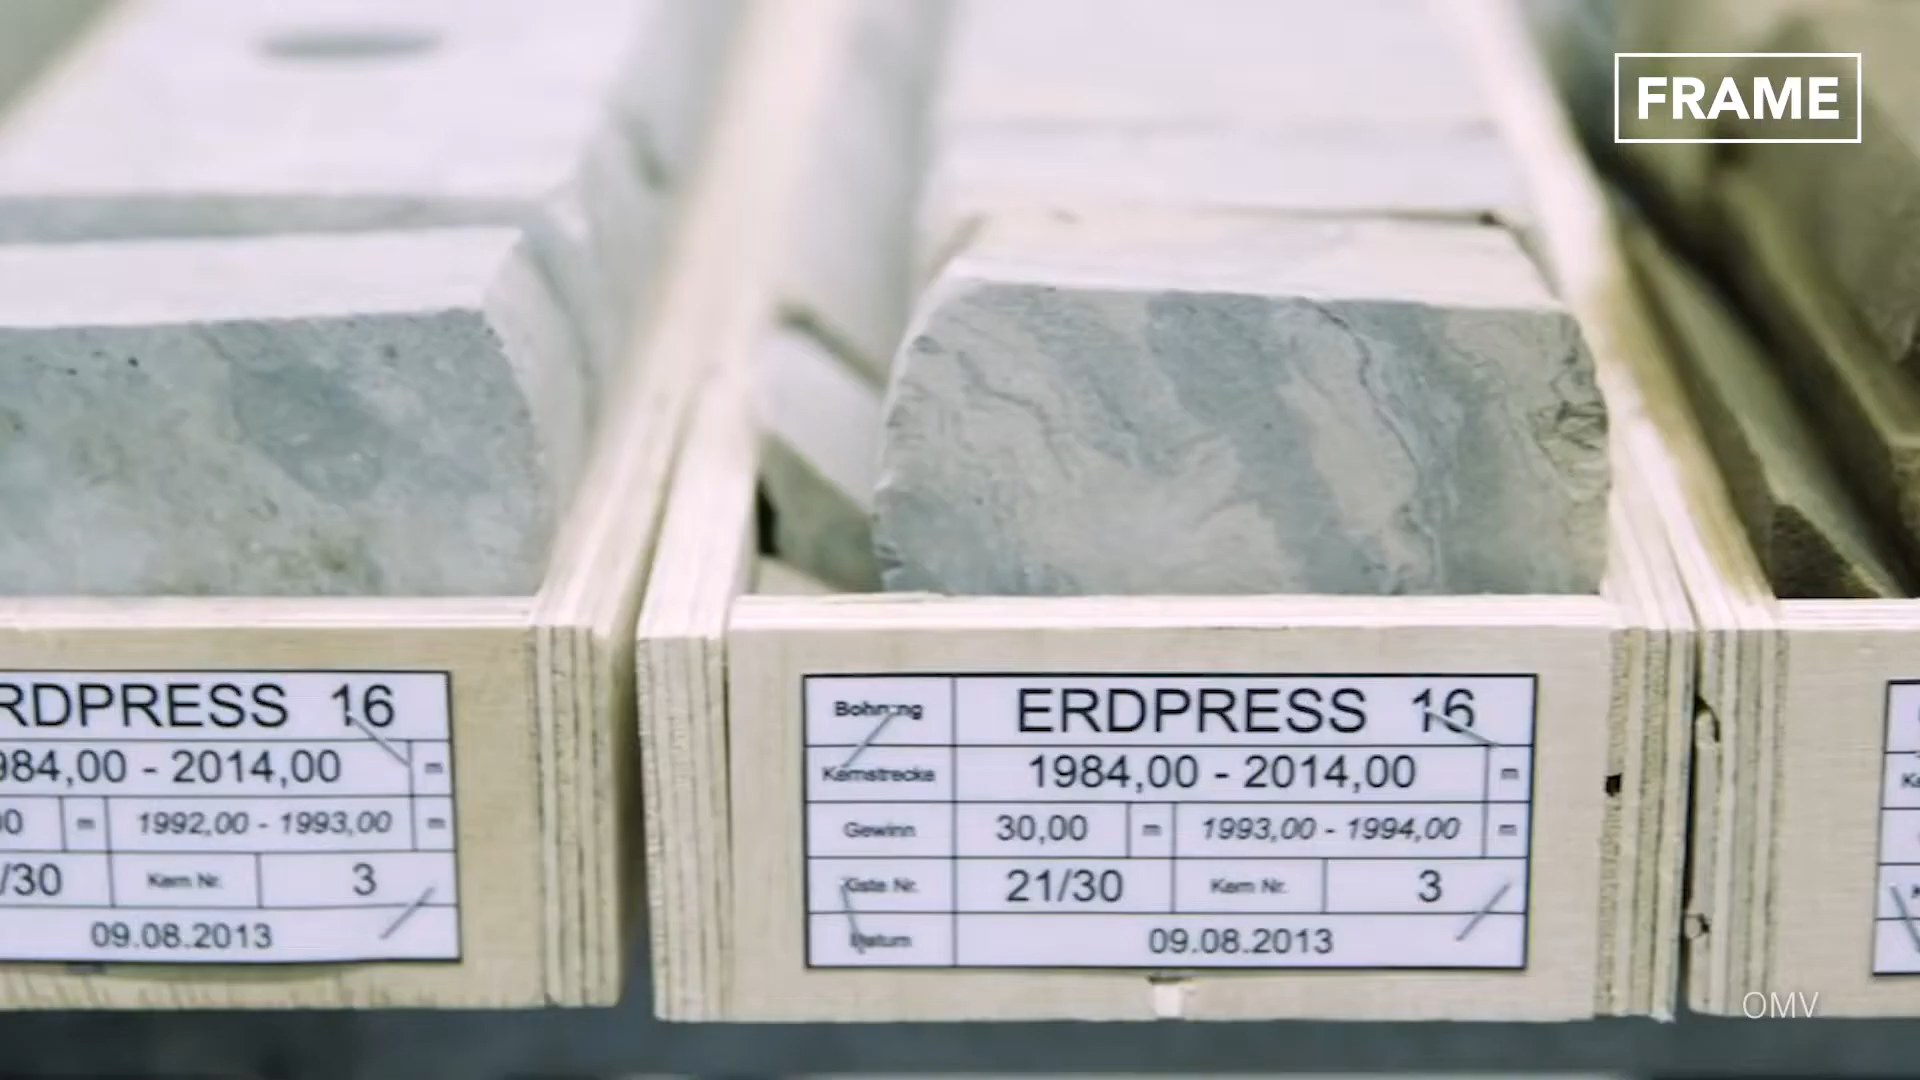 FRAME
RDPRESS 16
984,00 - 2014,00 m
00 m 1992,00 - 1993,00 m
/30 Kern Nr. 3
09.08.2013
Bohrung ERDPRESS 16
Kernstrecke 1984,00 - 2014,00 m
Gewinn 30,00 m 1993,00 - 1994,00 m
Kiste Nr. 21/30 Kern Nr. 3
Datum 09.08.2013
OMV